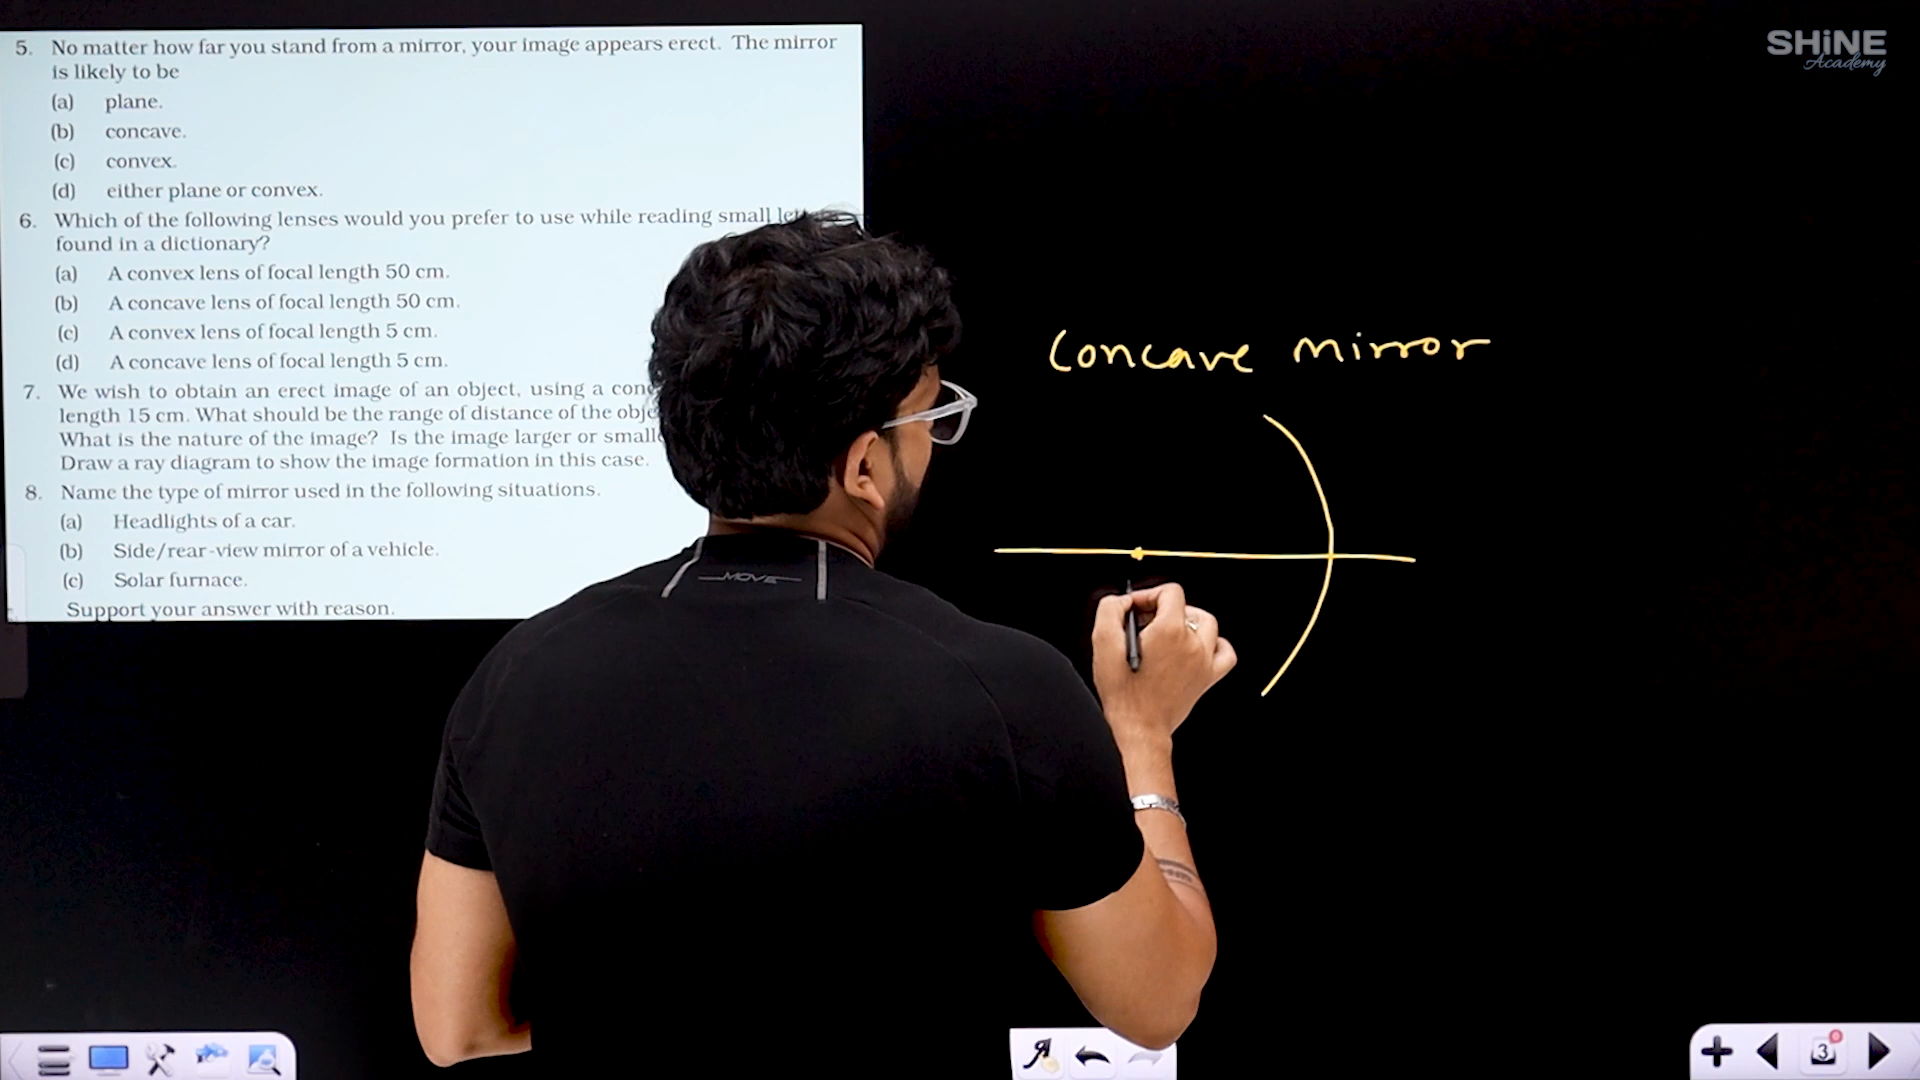 5. No matter how far you stand from a mirror, your image appears erect. The mirror
is likely to be
(a) plane.
(b) concave.
(c) convex.
(d) either plane or convex.
6. Which of the following lenses would you prefer to use while reading small
found in a dictionary?
(a) A convex lens of focal length 50 cm.
(b) A concave lens of focal length 50 cm.
(c) A convex lens of focal length 5 cm.
(d) A concave lens of focal length 5 cm.
7. We wish to obtain an erect image of an object, using a
length 15 cm. What should be the range of distance of the
What is the nature of the image? Is the image larger or
Draw a ray diagram to show the image formation in this case.
8. Name the type of mirror used in the following situations.
(a) Headlights of a car.
(b) Side/rear-view mirror of a vehicle.
(c) Solar furnace.
Support your answer with reason.
SHiNE
Academy
Concave mirror
MOVE
3